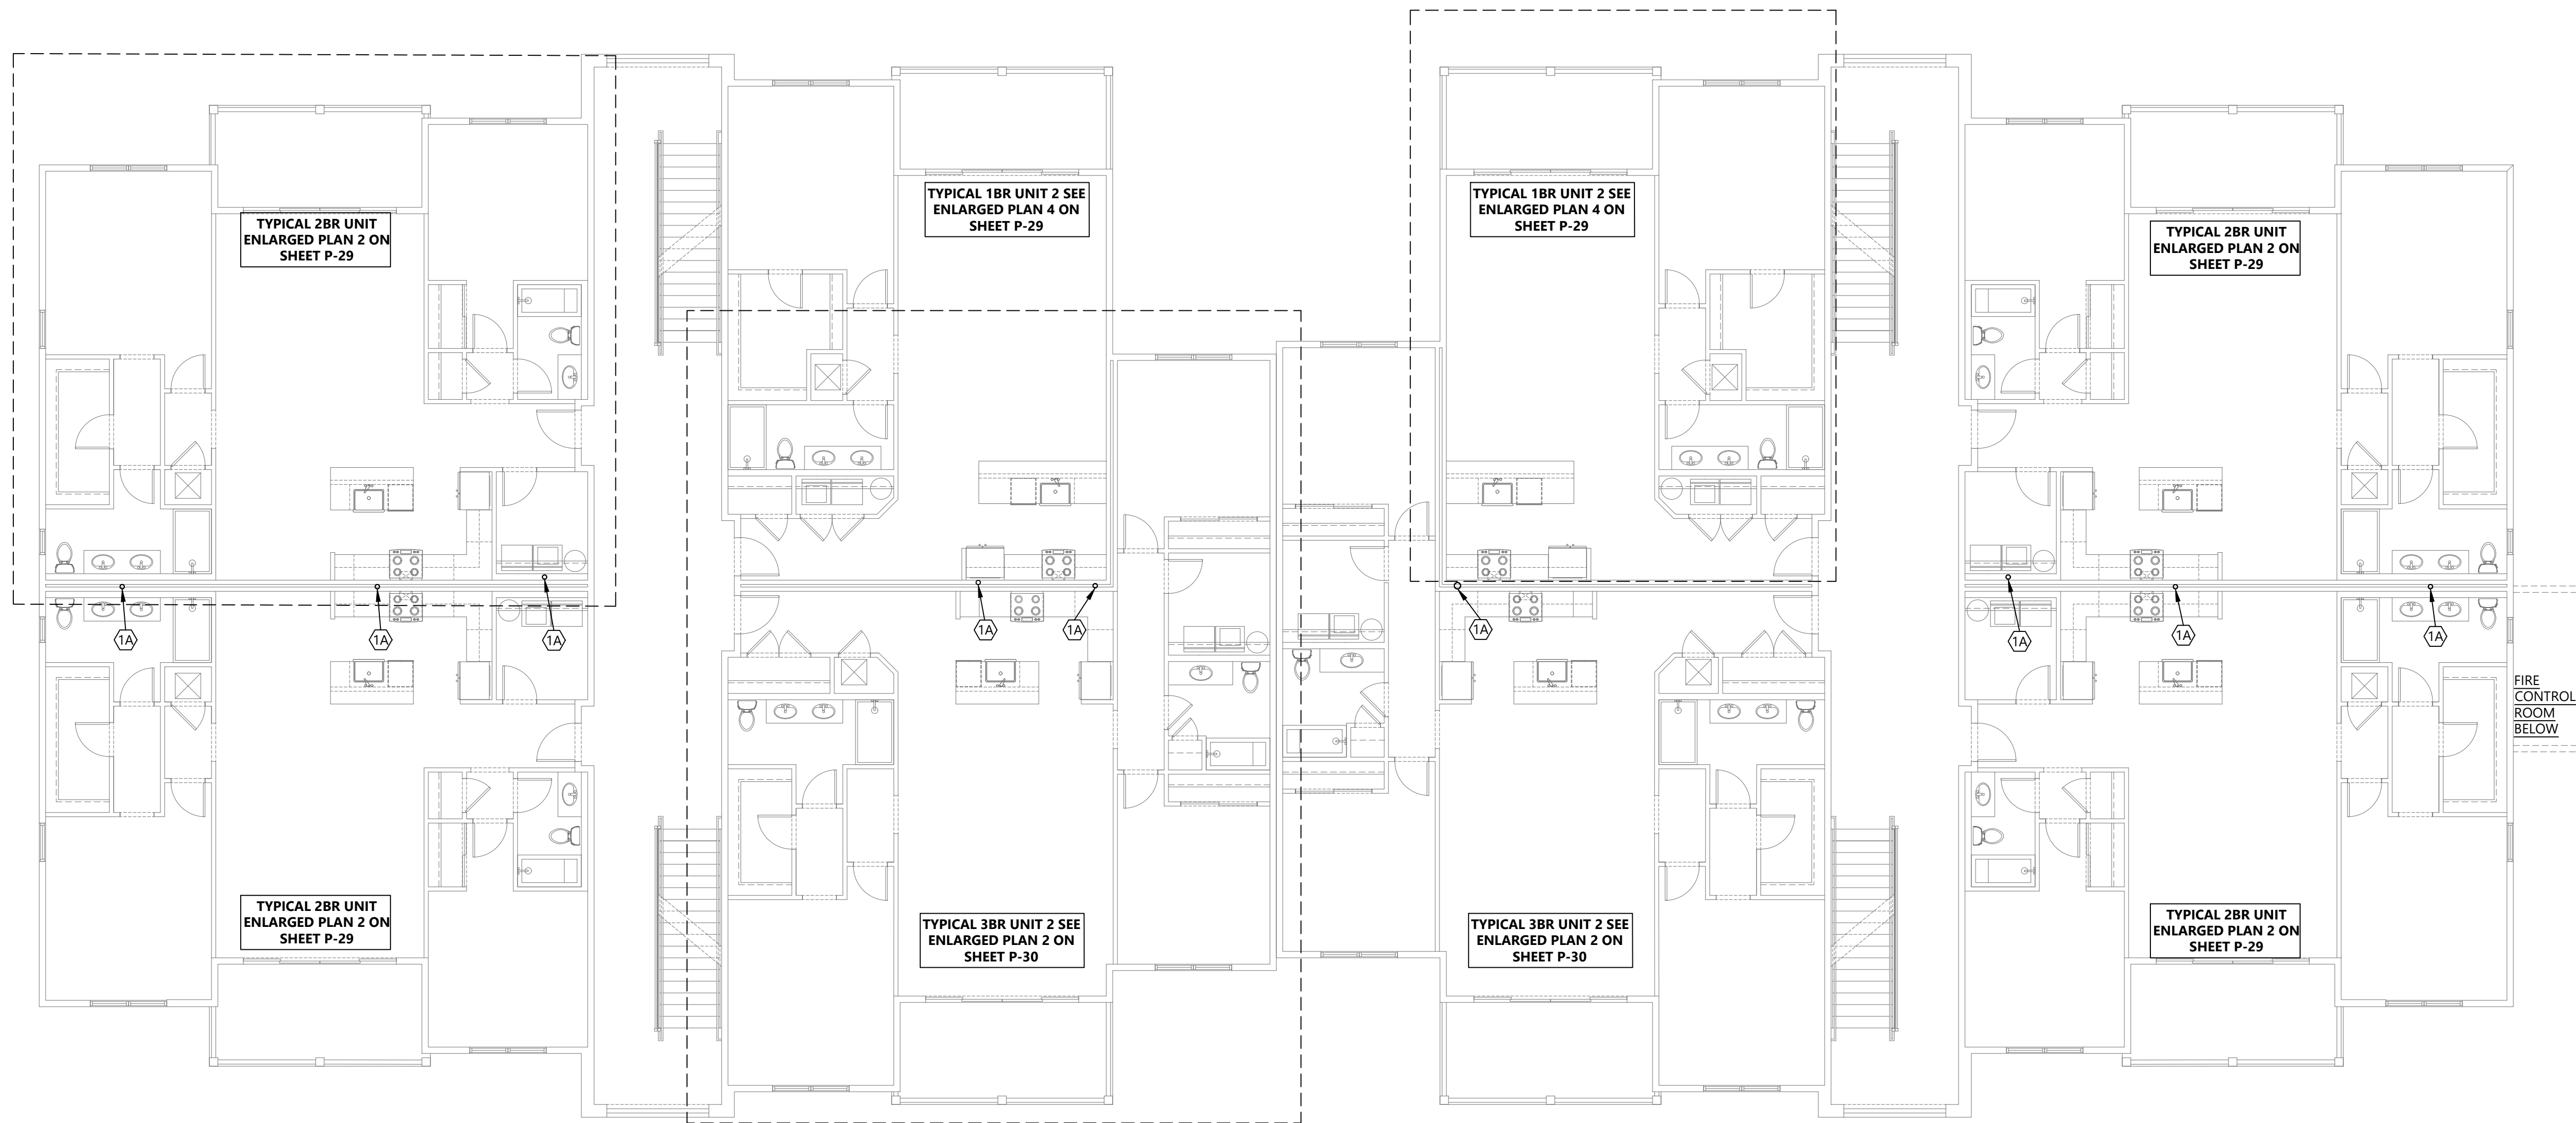 TYPICAL 2BR UNIT
ENLARGED PLAN 2 ON
SHEET P-29
TYPICAL 1BR UNIT 2 SEE
ENLARGED PLAN 4 ON
SHEET P-29
TYPICAL 1BR UNIT 2 SEE
ENLARGED PLAN 4 ON
SHEET P-29
TYPICAL 2BR UNIT
ENLARGED PLAN 2 ON
SHEET P-29
1A
1A
1A
1A
1A
1A
1A
1A
1A
FIRE
CONTROL
ROOM
BELOW
TYPICAL 2BR UNIT
ENLARGED PLAN 2 ON
SHEET P-29
TYPICAL 3BR UNIT 2 SEE
ENLARGED PLAN 2 ON
SHEET P-30
TYPICAL 3BR UNIT 2 SEE
ENLARGED PLAN 2 ON
SHEET P-30
TYPICAL 2BR UNIT
ENLARGED PLAN 2 ON
SHEET P-29